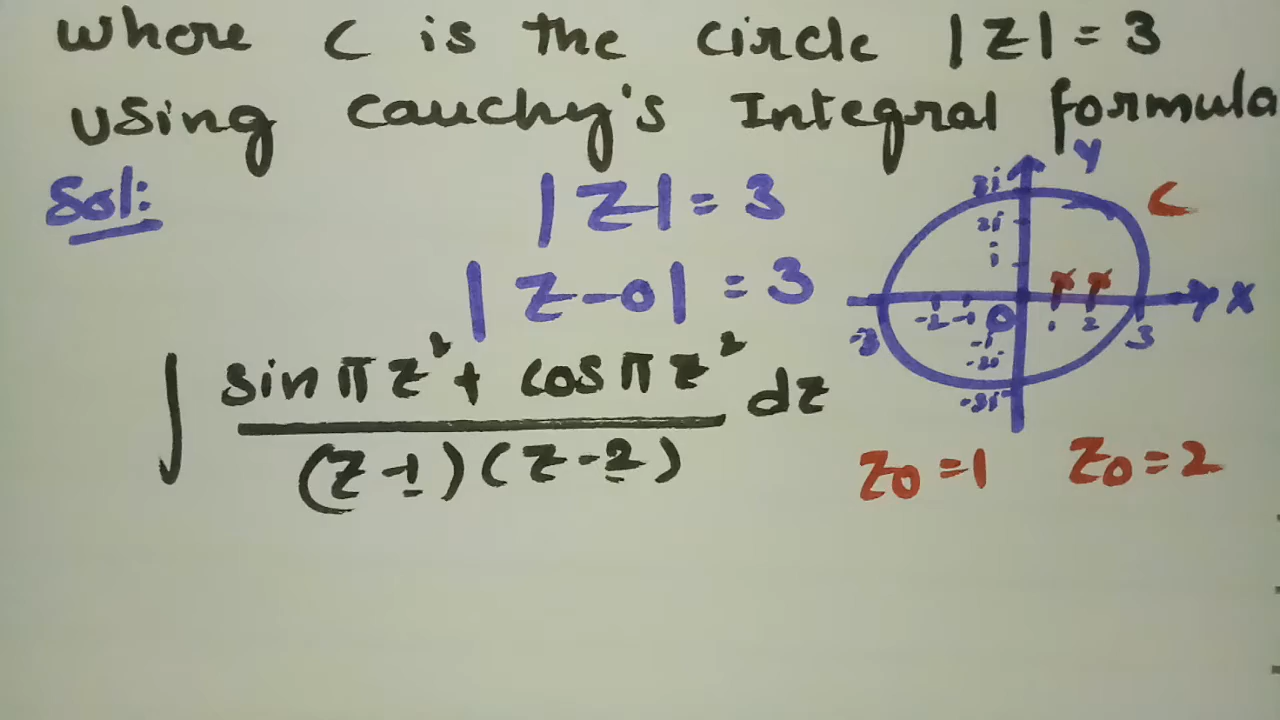 where C is the circle |Z| = 3
using Cauchy's Integral formula
Sol:
|Z| = 3
|Z-0| = 3
∫ sin πz² + cos πz² / (z-1)(z-2) dz
Y
C
3i
2i
i
X
-3
-2
-1
O
1
2
3
-i
-2i
-3i
Z0 = 1
Z0 = 2